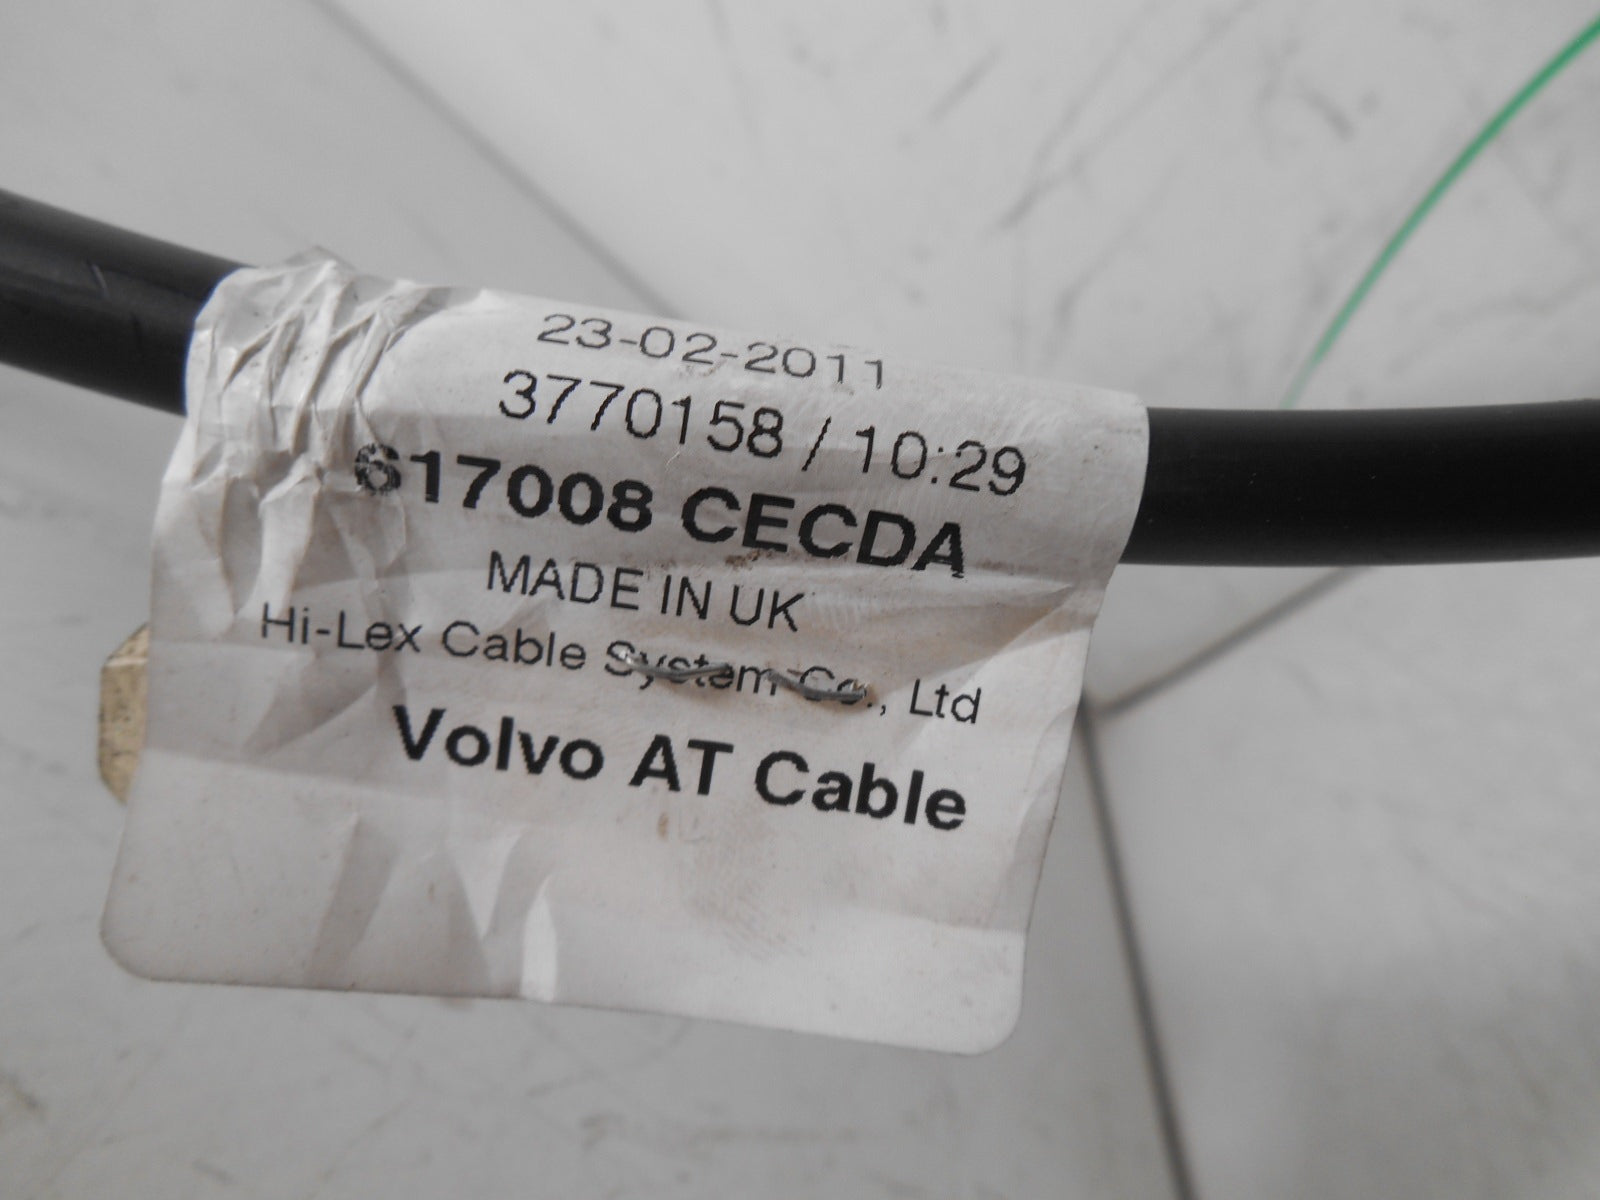 23-02-2011
3770158 / 10:29
617008 CECDA
MADE IN UK
Hi-Lex Cable System Co., Ltd
Volvo AT Cable